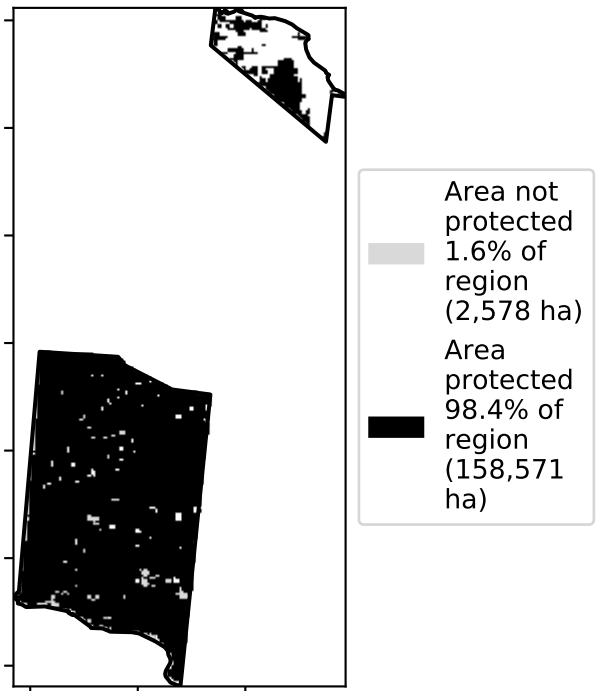 Area not
protected
1.6% of
region
(2,578 ha)
Area
protected
98.4% of
region
(158,571
ha)